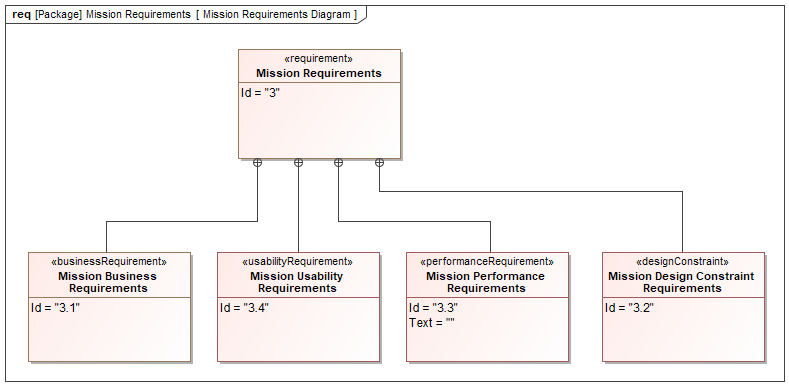 req [Package] Mission Requirements [ Mission Requirements Diagram ]
«requirement»
Mission Requirements
Id = "3"
«businessRequirement»
Mission Business
Requirements
Id = "3.1"
«usabilityRequirement»
Mission Usability
Requirements
Id = "3.4"
«performanceRequirement»
Mission Performance
Requirements
Id = "3.3"
Text = ""
«designConstraint»
Mission Design Constraint
Requirements
Id = "3.2"